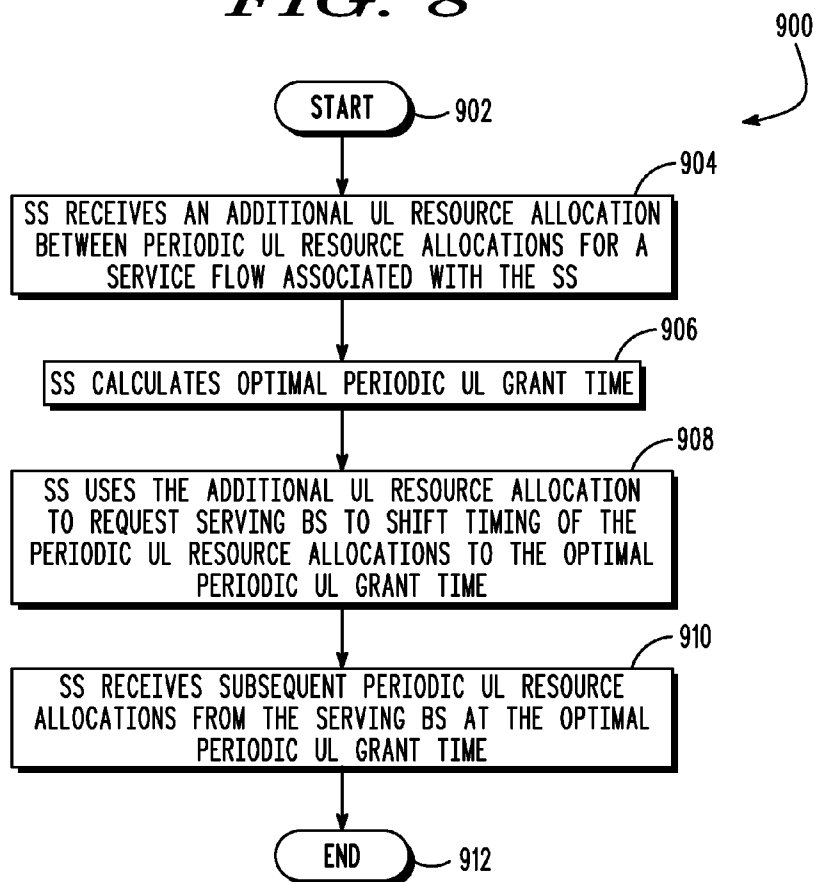 FIG. 8
900
START
902
904
SS RECEIVES AN ADDITIONAL UL RESOURCE ALLOCATION
BETWEEN PERIODIC UL RESOURCE ALLOCATIONS FOR A
SERVICE FLOW ASSOCIATED WITH THE SS
906
SS CALCULATES OPTIMAL PERIODIC UL GRANT TIME
908
SS USES THE ADDITIONAL UL RESOURCE ALLOCATION
TO REQUEST SERVING BS TO SHIFT TIMING OF THE
PERIODIC UL RESOURCE ALLOCATIONS TO THE OPTIMAL
PERIODIC UL GRANT TIME
910
SS RECEIVES SUBSEQUENT PERIODIC UL RESOURCE
ALLOCATIONS FROM THE SERVING BS AT THE OPTIMAL
PERIODIC UL GRANT TIME
END
912